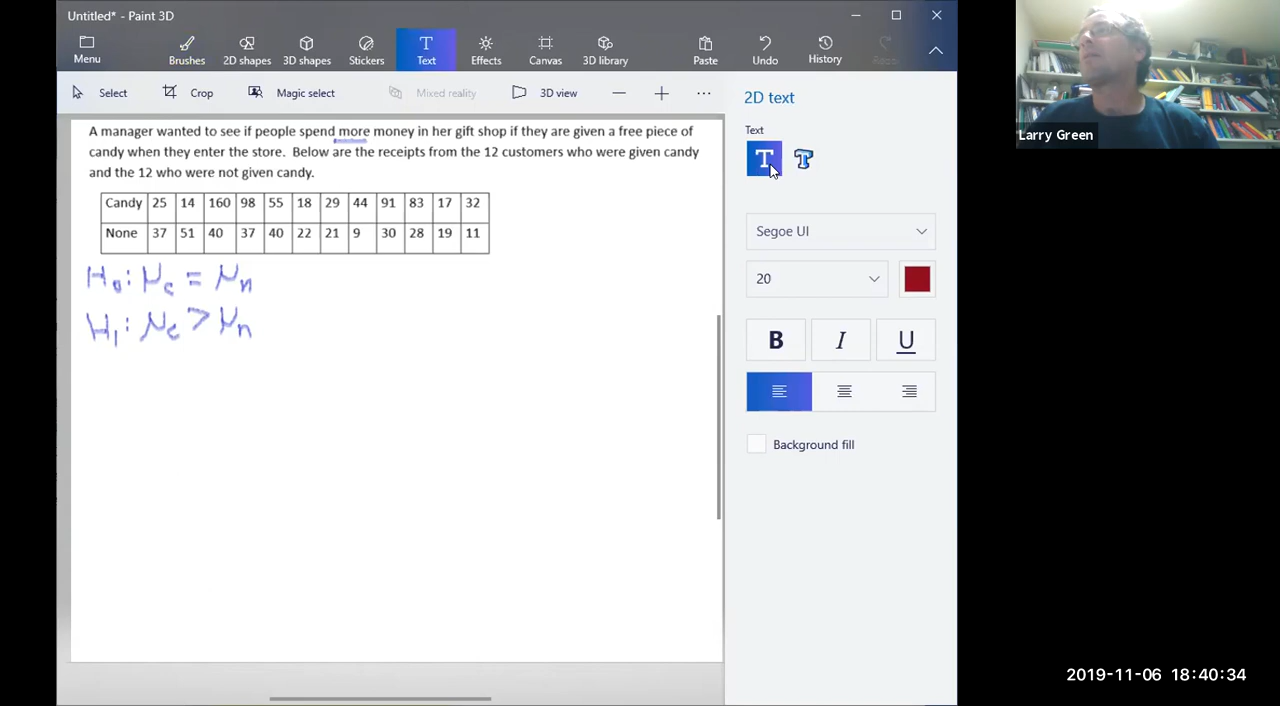 Untitled* - Paint 3D
Menu
Brushes
2D shapes
3D shapes
Stickers
Text
Effects
Canvas
3D library
Paste
Undo
History
Select
Crop
Magic select
Mixed reality
3D view
2D text
Text
Segoe UI
20
B I U
Background fill
A manager wanted to see if people spend more money in her gift shop if they are given a free piece of
candy when they enter the store. Below are the receipts from the 12 customers who were given candy
and the 12 who were not given candy.
Candy 25 14 160 98 55 18 29 44 91 83 17 32
None 37 51 40 37 40 22 21 9 30 28 19 11
H₀: μc = μn
H₁: μc > μn
Larry Green
2019-11-06 18:40:34